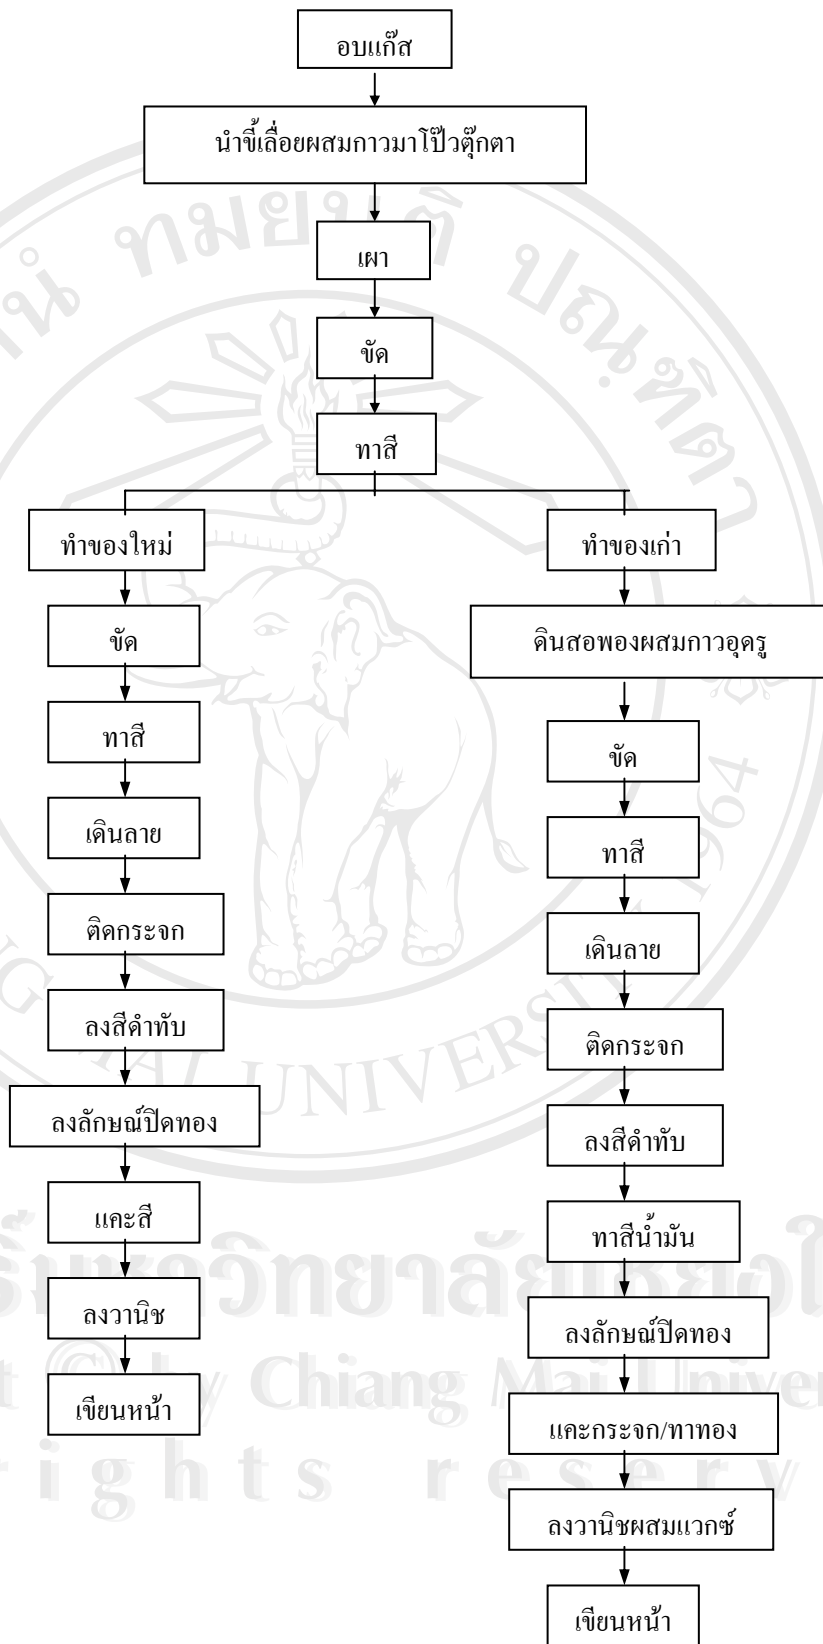 อบแก๊ส
นำขี้เลื่อยผสมกาวมาโป๊วตุ๊กตา
เผา
ขัด
ทาสี
ทำของใหม่
ขัด
ทาสี
เดินลาย
ติดกระจก
ลงสีดำทับ
ลงลักษณ์ปิดทอง
แคะสี
ลงวานิช
เขียนหน้า
ทำของเก่า
ดินสอพองผสมกาวอุดรู
ขัด
ทาสี
เดินลาย
ติดกระจก
ลงสีดำทับ
ทาสีน้ำมัน
ลงลักษณ์ปิดทอง
แคะกระจก/ทาทอง
ลงวานิชผสมแวกซ์
เขียนหน้า